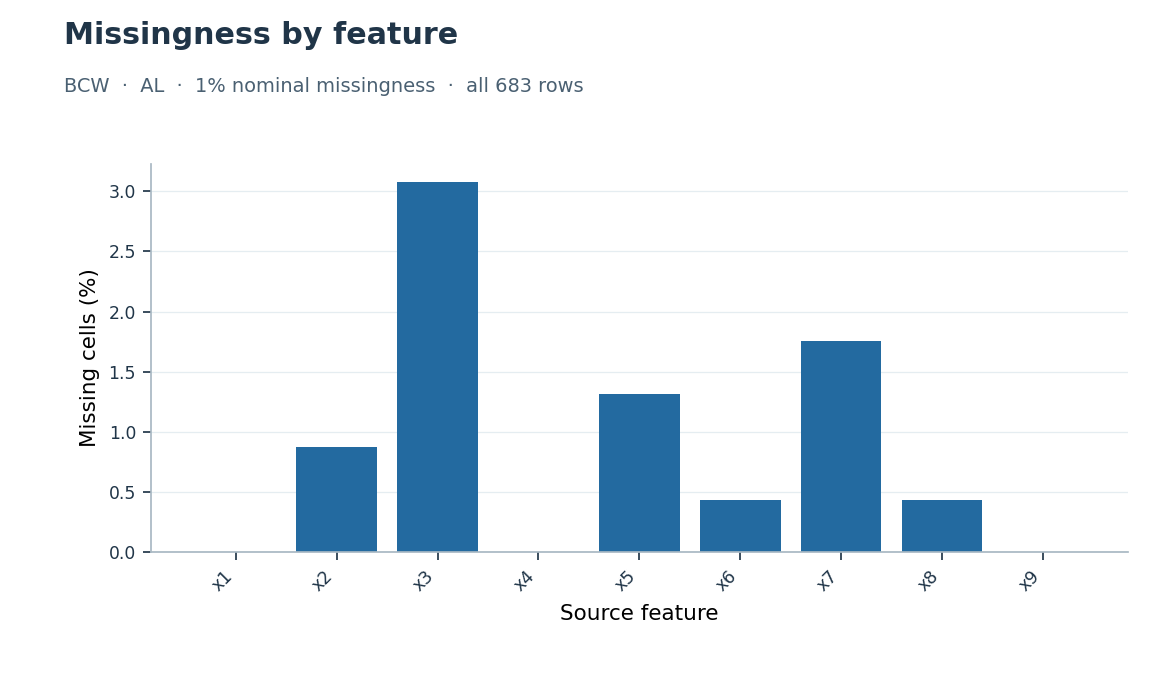 Missingness by feature
BCW · AL · 1% nominal missingness · all 683 rows
Missing cells (%)
3.0
2.5
2.0
1.5
1.0
0.5
0.0
x1 x2 x3 x4 x5 x6 x7 x8 x9
Source feature